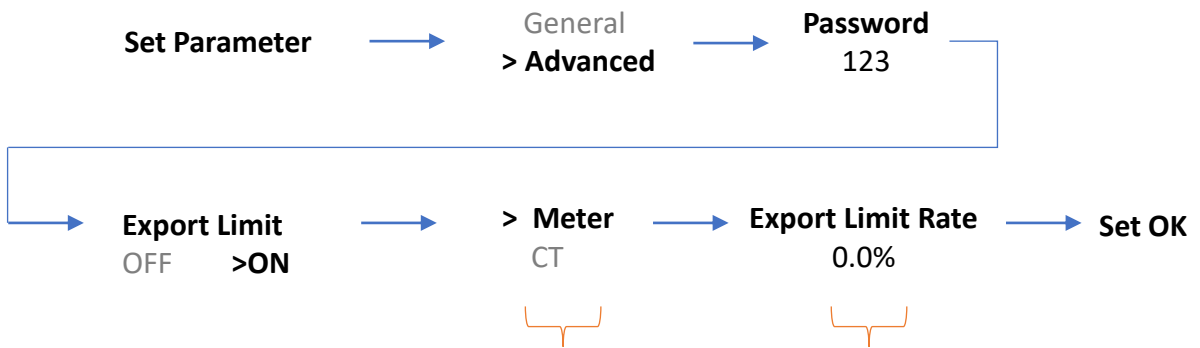 Set Parameter
General
> Advanced
Password
123
Export Limit
OFF >ON
> Meter
CT
Export Limit Rate
0.0%
Set OK